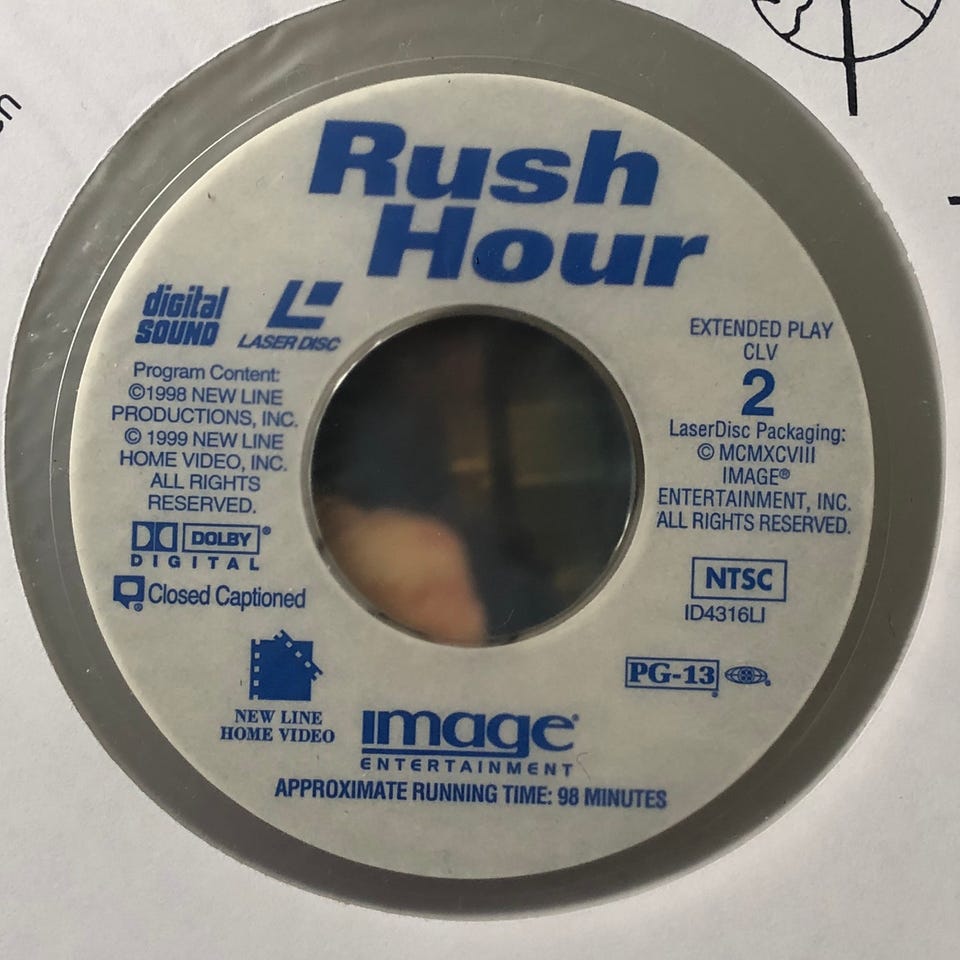 Rush
Hour
digital
SOUND
LASER DISC
Program Content:
©1998 NEW LINE
PRODUCTIONS, INC.
© 1999 NEW LINE
HOME VIDEO, INC.
ALL RIGHTS
RESERVED.
DOLBY®
DIGITAL
Closed Captioned
EXTENDED PLAY
CLV
2
LaserDisc Packaging:
© MCMXCVIII
IMAGE®
ENTERTAINMENT, INC.
ALL RIGHTS RESERVED.
NTSC
ID4316LI
PG-13
NEW LINE
HOME VIDEO
image®
ENTERTAINMENT
APPROXIMATE RUNNING TIME: 98 MINUTES